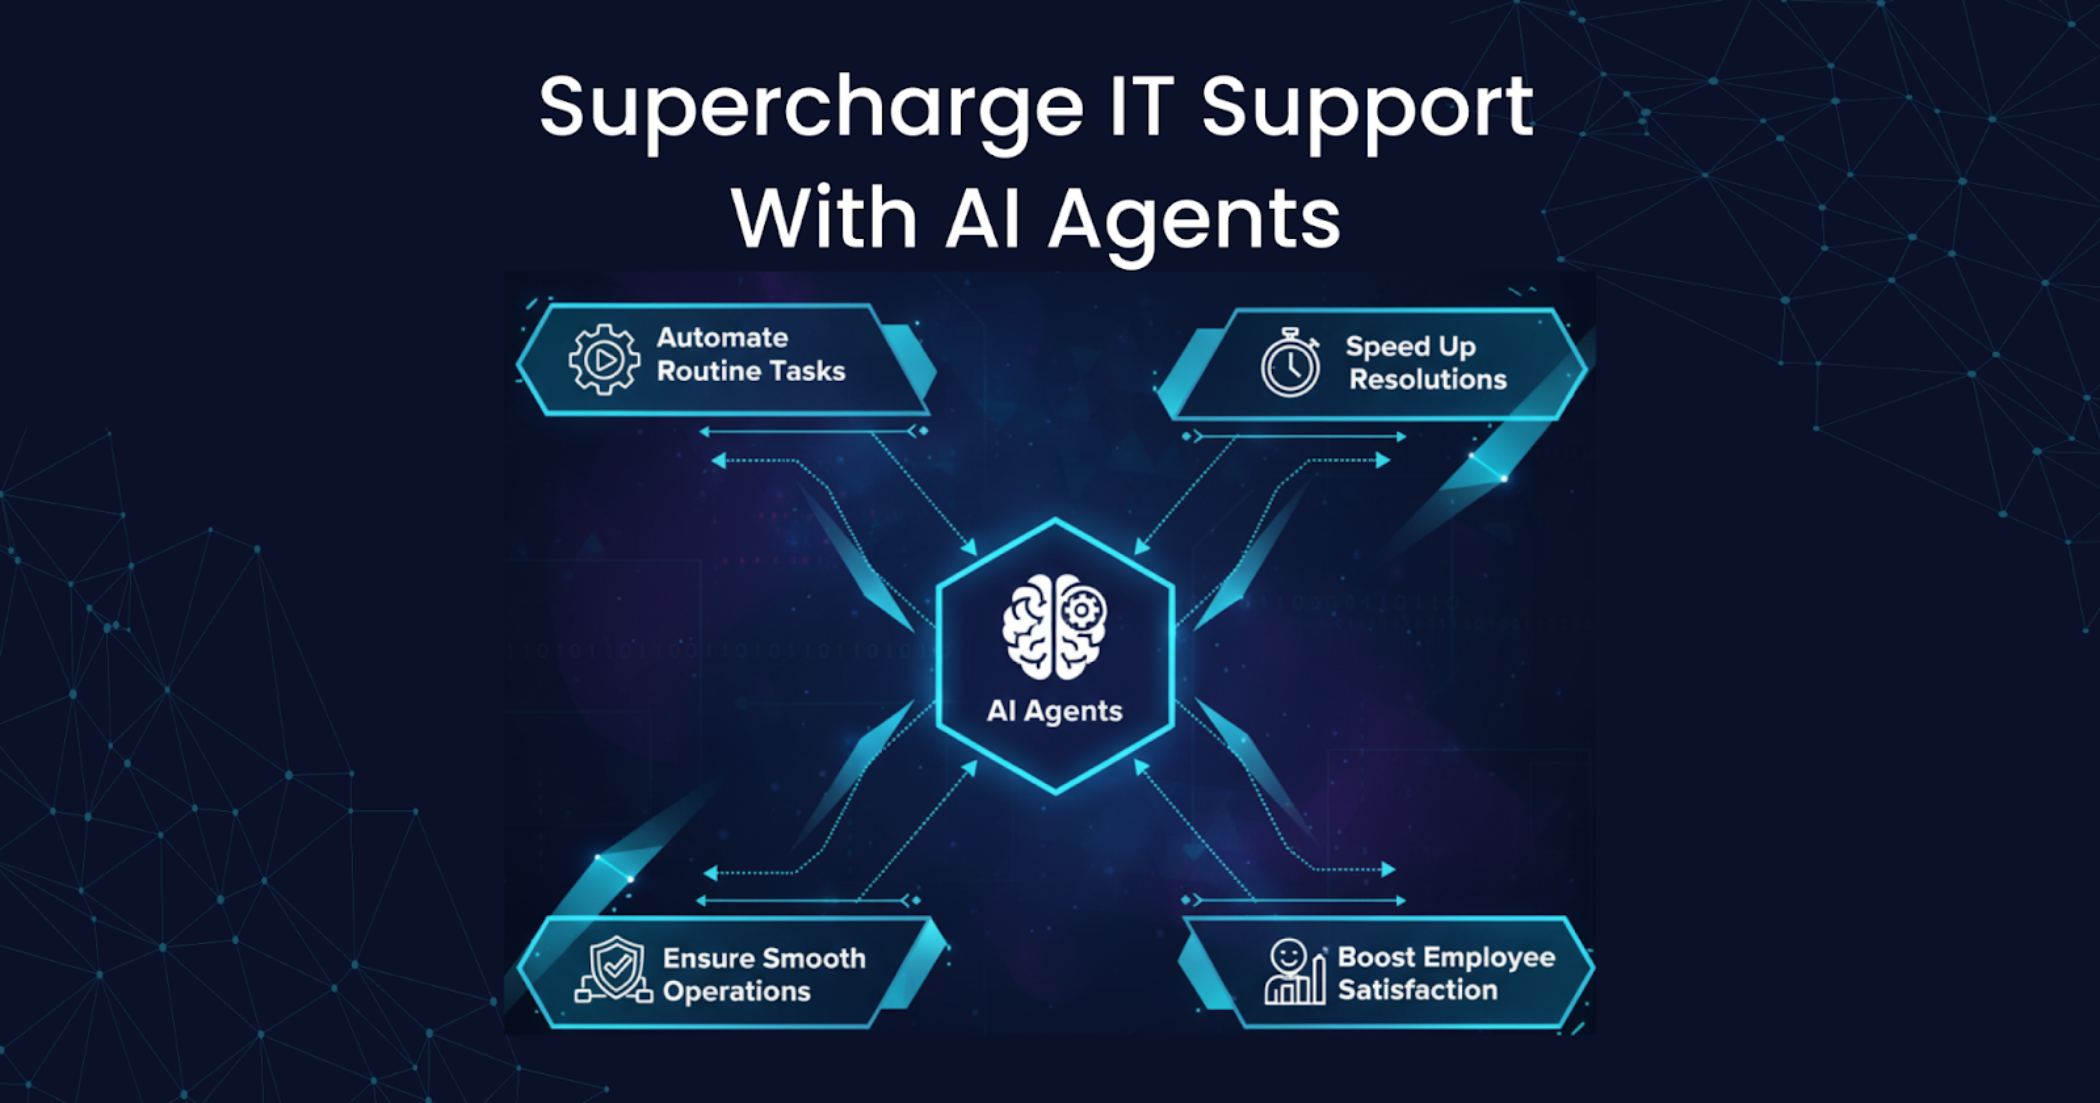 Supercharge IT Support
With AI Agents
Automate
Routine Tasks
Speed Up
Resolutions
AI Agents
Ensure Smooth
Operations
Boost Employee
Satisfaction